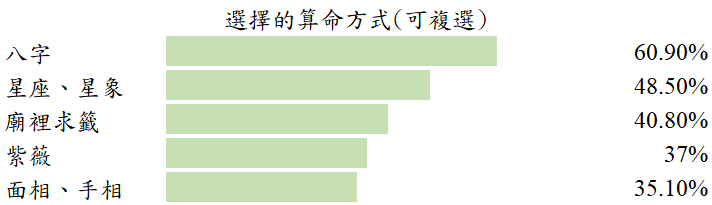 選擇的算命方式(可複選)
八字 60.90%
星座、星象 48.50%
廟裡求籤 40.80%
紫薇 37%
面相、手相 35.10%